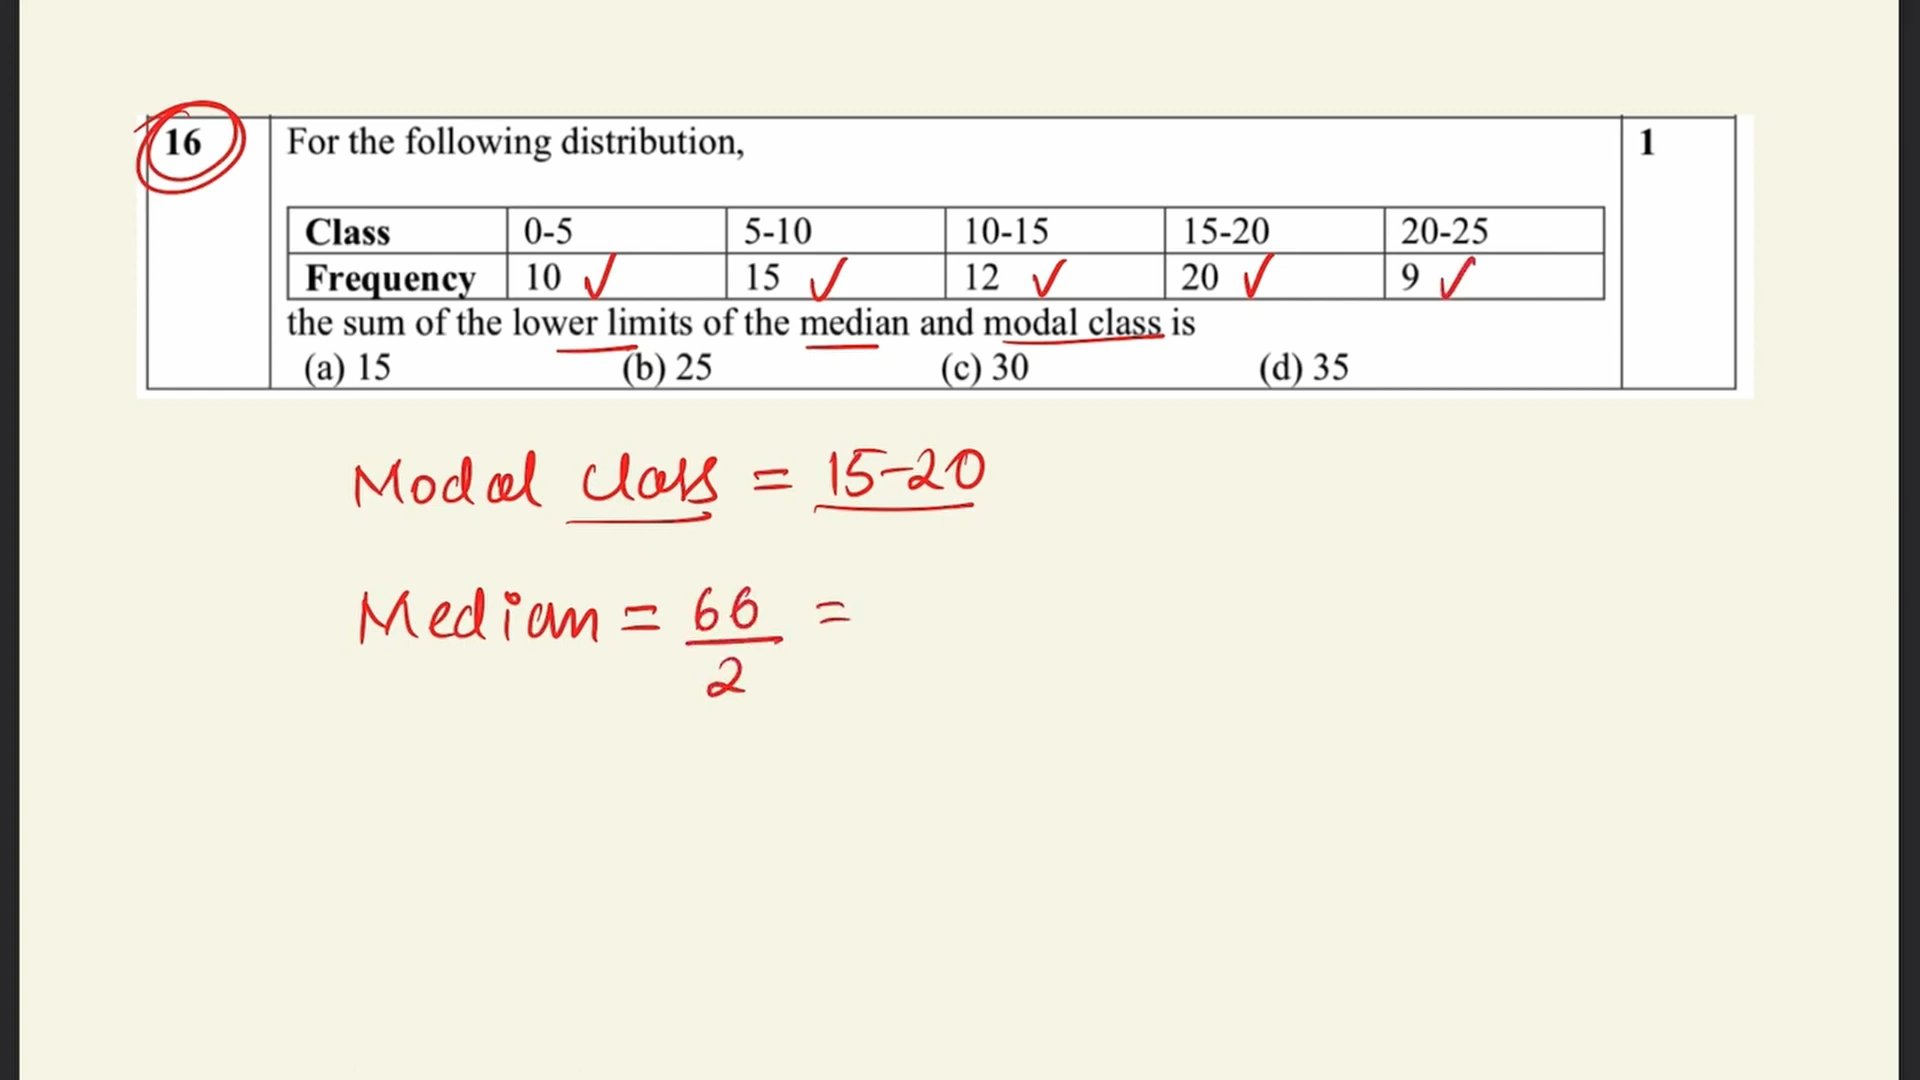 16 For the following distribution, 1
Class 0-5 5-10 10-15 15-20 20-25
Frequency 10 ✓ 15 ✓ 12 ✓ 20 ✓ 9 ✓
the sum of the lower limits of the median and modal class is
(a) 15 (b) 25 (c) 30 (d) 35
Modal class = 15-20
Median = 66 =
2